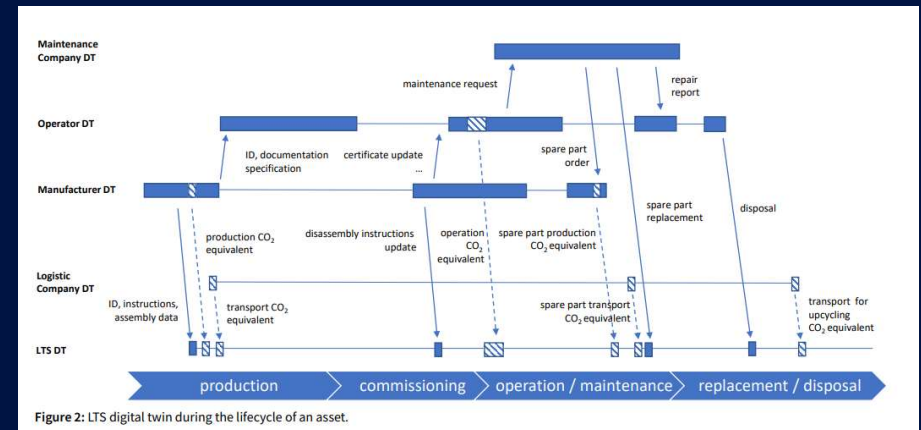 Maintenance
Company DT
maintenance request
repair
report
Operator DT
ID, documentation
specification
certificate update
...
spare part
order
Manufacturer DT
production CO₂
equivalent
disassembly instructions
update
operation
CO₂
equivalent
spare part production
CO₂ equivalent
spare part
replacement
disposal
Logistic
Company DT
ID, instructions,
assembly data
transport CO₂
equivalent
spare part transport
CO₂ equivalent
transport for
upcycling
CO₂ equivalent
LTS DT
production
commissioning
operation / maintenance
replacement / disposal
Figure 2: LTS digital twin during the lifecycle of an asset.